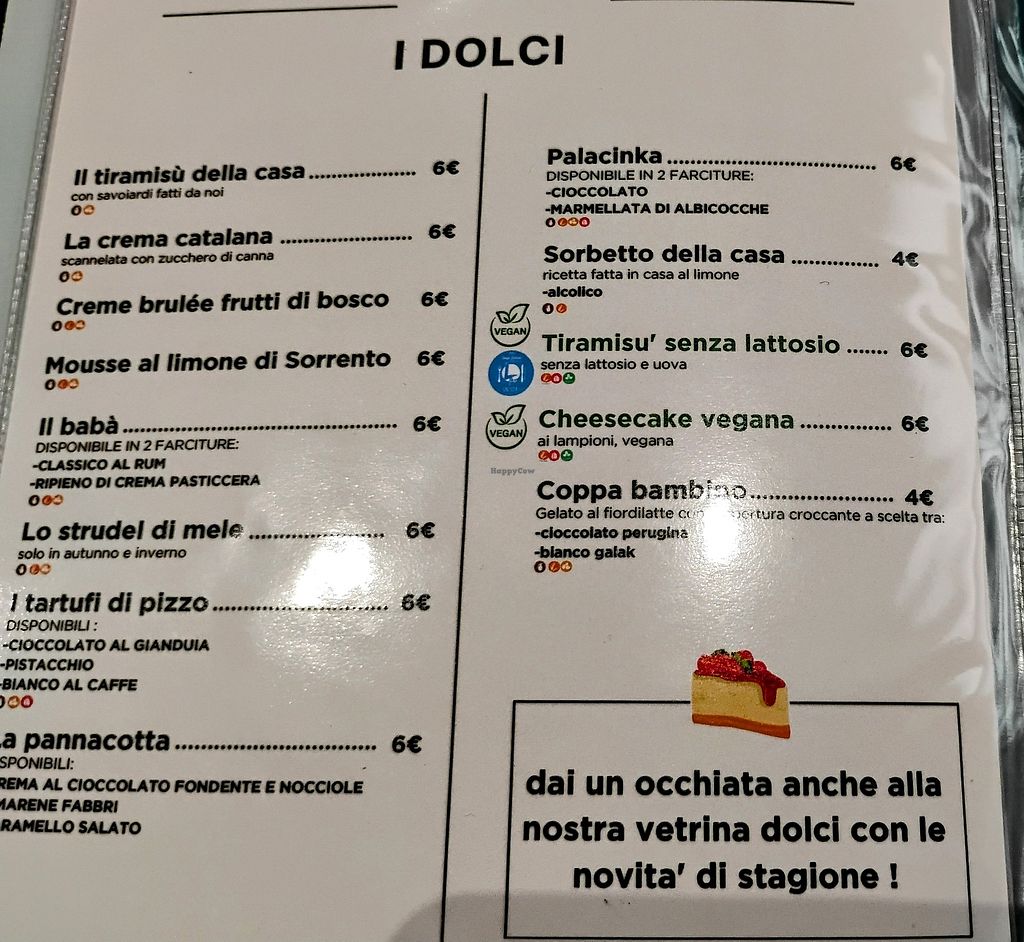 I DOLCI
Il tiramisù della casa.................. 6€
con savoiardi fatti da noi
La crema catalana ...................... 6€
scannelata con zucchero di canna
Creme brulée frutti di bosco 6€
Mousse al limone di Sorrento 6€
Il babà............................................... 6€
DISPONIBILE IN 2 FARCITURE:
-CLASSICO AL RUM
-RIPIENO DI CREMA PASTICCERA
Lo strudel di mele ....................... 6€
solo in autunno e inverno
I tartufi di pizzo............................. 6€
DISPONIBILI :
-CIOCCOLATO AL GIANDUIA
-PISTACCHIO
-BIANCO AL CAFFE
a pannacotta................................. 6€
SPONIBILI:
REMA AL CIOCCOLATO FONDENTE E NOCCIOLE
MARENE FABBRI
RAMELLO SALATO
Palacinka................................... 6€
DISPONIBILE IN 2 FARCITURE:
-CIOCCOLATO
-MARMELLATA DI ALBICOCCHE
Sorbetto della casa ............... 4€
ricetta fatta in casa al limone
-alcolico
VEGAN
Tiramisu' senza lattosio ....... 6€
senza lattosio e uova
VEGAN
Cheesecake vegana ............... 6€
ai lampioni, vegana
HappyCow
Coppa bambino........................ 4€
Gelato al fiordilatte croccante a scelta tra:
-cioccolato perugina
-bianco galak
dai un occhiata anche alla
nostra vetrina dolci con le
novita' di stagione !